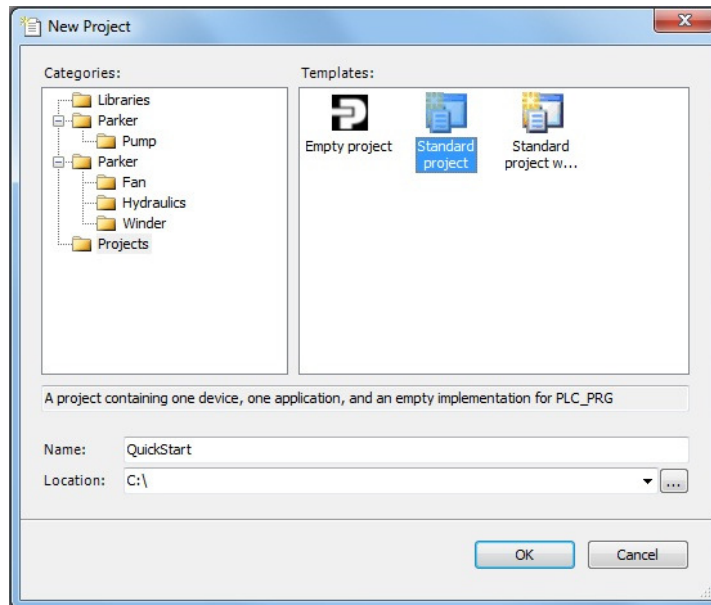 New Project
Categories:
Templates:
Libraries
Parker
Pump
Parker
Fan
Hydraulics
Winder
Projects
Empty project
Standard
project
Standard
project w...
A project containing one device, one application, and an empty implementation for PLC_PRG
Name: QuickStart
Location: C:\
...
OK
Cancel